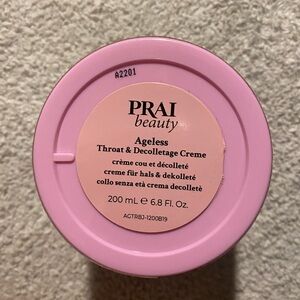 A2201
PRAI
beauty
Ageless
Throat & Decolletage Creme
crème cou et décolleté
creme für hals & dekolleté
collo senza età crema decolletè
200 mL ℮ 6.8 Fl. Oz.
AGTRBJ-1200B19